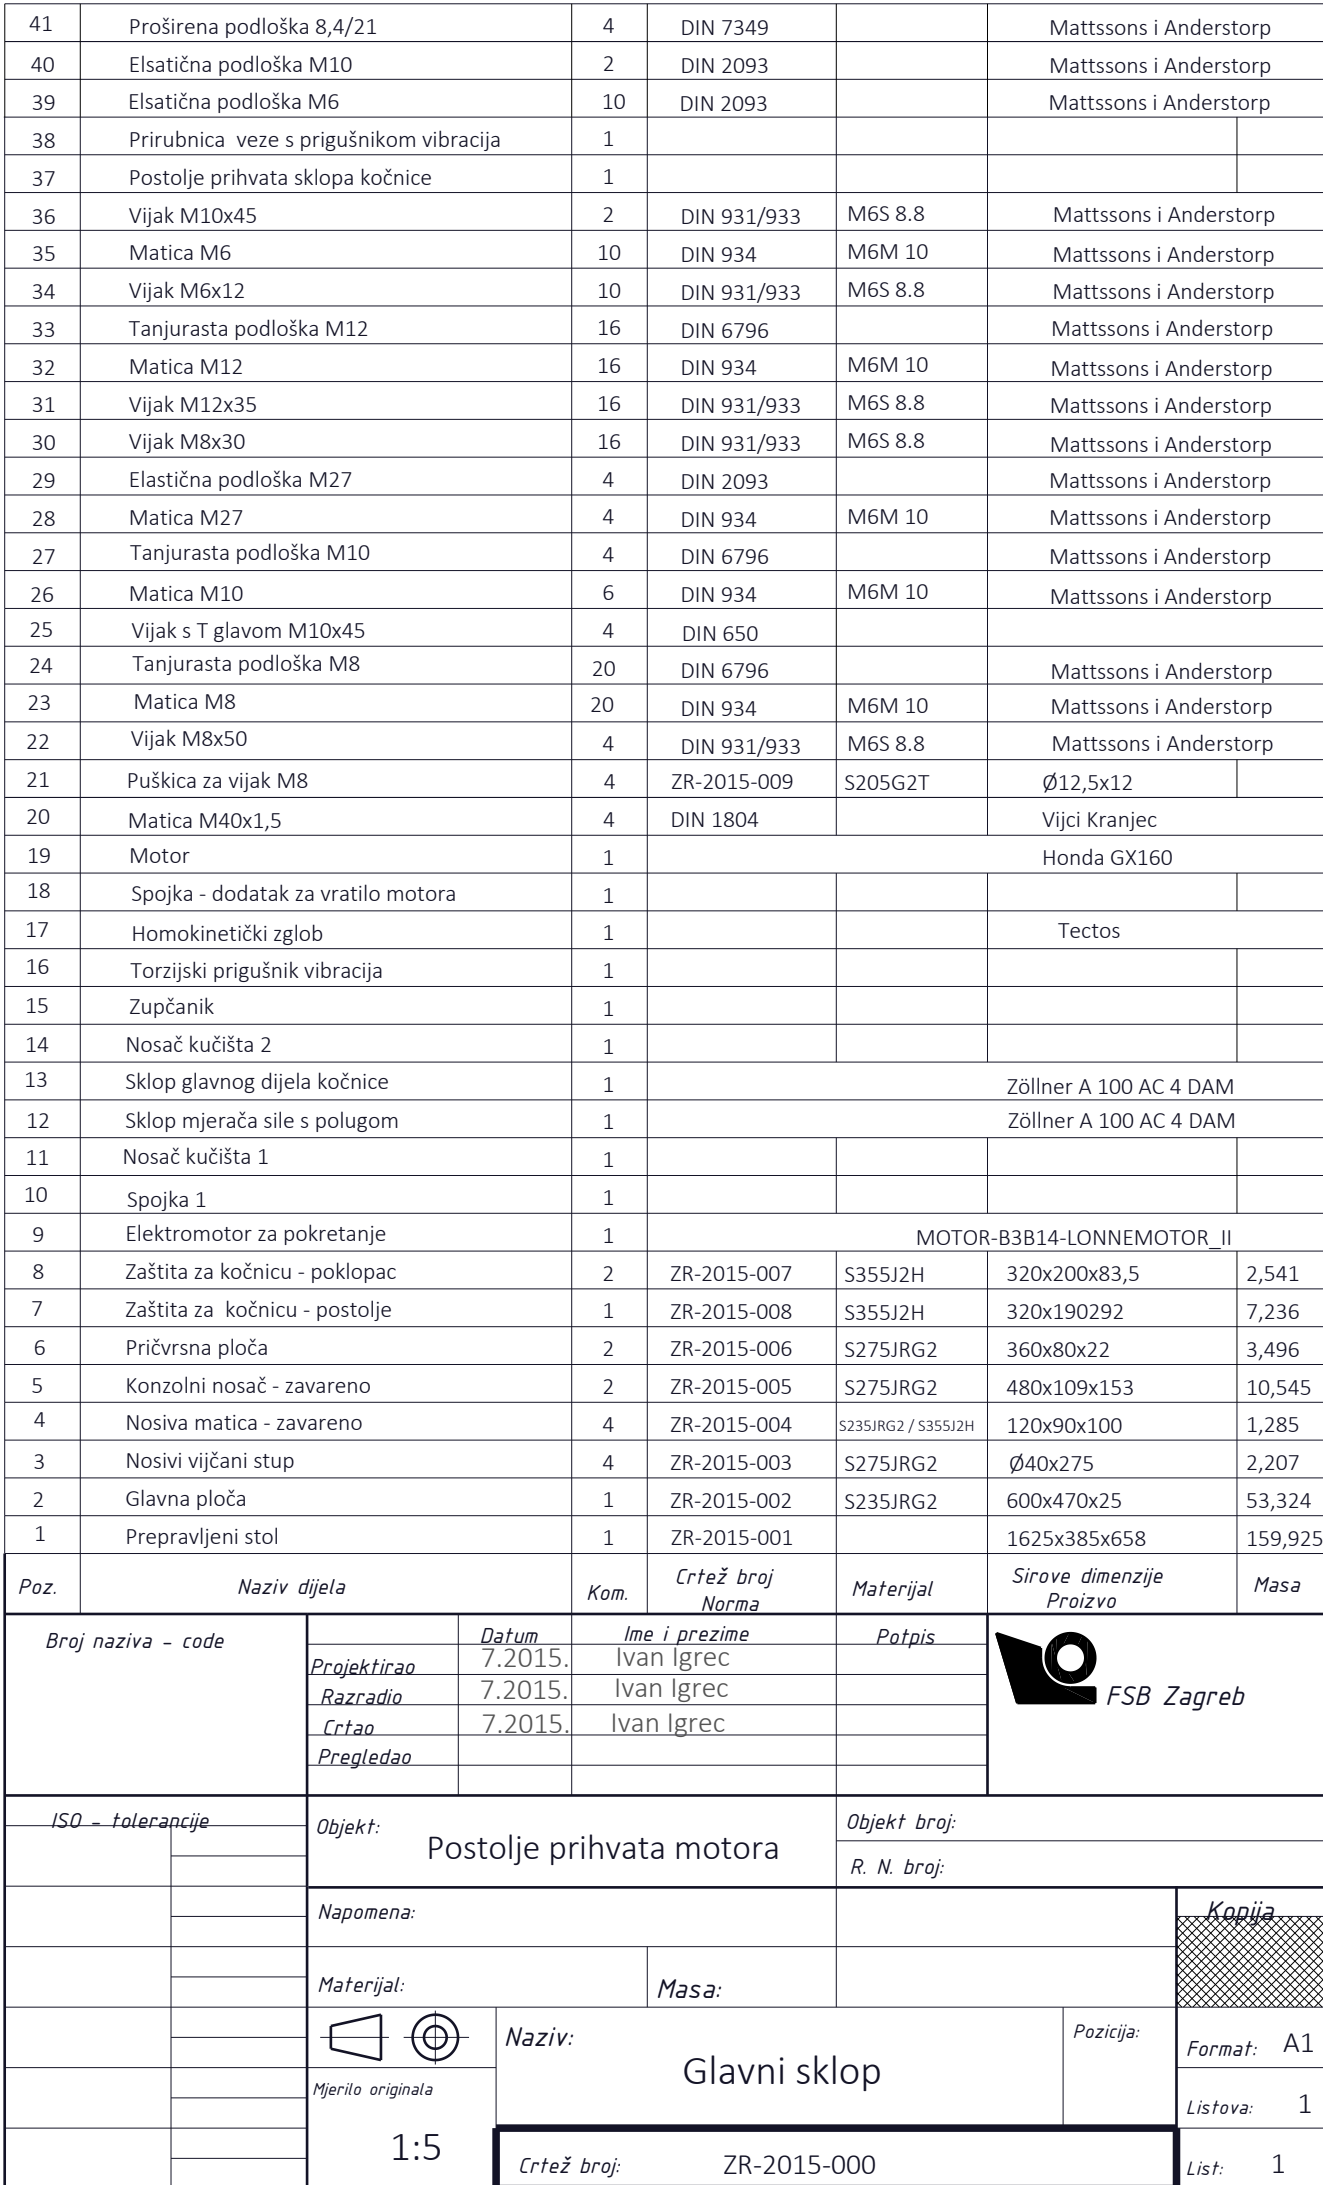 41 Proširena podloška 8,4/21 4 DIN 7349 Mattssons i Anderstorp
40 Elsatična podloška M10 2 DIN 2093 Mattssons i Anderstorp
39 Elsatična podloška M6 10 DIN 2093 Mattssons i Anderstorp
38 Prirubnica veze s prigušnikom vibracija 1
37 Postolje prihvata sklopa kočnice 1
36 Vijak M10x45 2 DIN 931/933 M6S 8.8 Mattssons i Anderstorp
35 Matica M6 10 DIN 934 M6M 10 Mattssons i Anderstorp
34 Vijak M6x12 10 DIN 931/933 M6S 8.8 Mattssons i Anderstorp
33 Tanjurasta podloška M12 16 DIN 6796 Mattssons i Anderstorp
32 Matica M12 16 DIN 934 M6M 10 Mattssons i Anderstorp
31 Vijak M12x35 16 DIN 931/933 M6S 8.8 Mattssons i Anderstorp
30 Vijak M8x30 16 DIN 931/933 M6S 8.8 Mattssons i Anderstorp
29 Elastična podloška M27 4 DIN 2093 Mattssons i Anderstorp
28 Matica M27 4 DIN 934 M6M 10 Mattssons i Anderstorp
27 Tanjurasta podloška M10 4 DIN 6796 Mattssons i Anderstorp
26 Matica M10 6 DIN 934 M6M 10 Mattssons i Anderstorp
25 Vijak s T glavom M10x45 4 DIN 650
24 Tanjurasta podloška M8 20 DIN 6796 Mattssons i Anderstorp
23 Matica M8 20 DIN 934 M6M 10 Mattssons i Anderstorp
22 Vijak M8x50 4 DIN 931/933 M6S 8.8 Mattssons i Anderstorp
21 Puškica za vijak M8 4 ZR-2015-009 S205G2T Ø12,5x12
20 Matica M40x1,5 4 DIN 1804 Vijci Kranjec
19 Motor 1 Honda GX160
18 Spojka - dodatak za vratilo motora 1
17 Homokinetički zglob 1 Tectos
16 Torzijski prigušnik vibracija 1
15 Zupčanik 1
14 Nosač kučišta 2 1
13 Sklop glavnog dijela kočnice 1 Zöllner A 100 AC 4 DAM
12 Sklop mjerača sile s polugom 1 Zöllner A 100 AC 4 DAM
11 Nosač kučišta 1 1
10 Spojka 1 1
9 Elektromotor za pokretanje 1 MOTOR-B3B14-LONNEMOTOR_II
8 Zaštita za kočnicu - poklopac 2 ZR-2015-007 S355J2H 320x200x83,5 2,541
7 Zaštita za kočnicu - postolje 1 ZR-2015-008 S355J2H 320x190292 7,236
6 Pričvrsna ploča 2 ZR-2015-006 S275JRG2 360x80x22 3,496
5 Konzolni nosač - zavareno 2 ZR-2015-005 S275JRG2 480x109x153 10,545
4 Nosiva matica - zavareno 4 ZR-2015-004 S235JRG2 / S355J2H 120x90x100 1,285
3 Nosivi vijčani stup 4 ZR-2015-003 S275JRG2 Ø40x275 2,207
2 Glavna ploča 1 ZR-2015-002 S235JRG2 600x470x25 53,324
1 Prepravljeni stol 1 ZR-2015-001 1625x385x658 159,925
Poz. Naziv dijela Kom. Crtež broj Materijal Sirove dimenzije Masa
Norma Proizvo
Broj naziva - code Datum Ime i prezime Potpis
Projektirao 7.2015. Ivan Igrec
Razradio 7.2015. Ivan Igrec
Crtao 7.2015. Ivan Igrec
Pregledao
FSB Zagreb
ISO - tolerancije
Objekt: Postolje prihvata motora
Objekt broj:
R. N. broj:
Napomena:
Kopija
Materijal: Masa:
Naziv: Glavni sklop
Pozicija:
Format: A1
Mjerilo originala
1:5
Listova: 1
Crtež broj: ZR-2015-000
List: 1